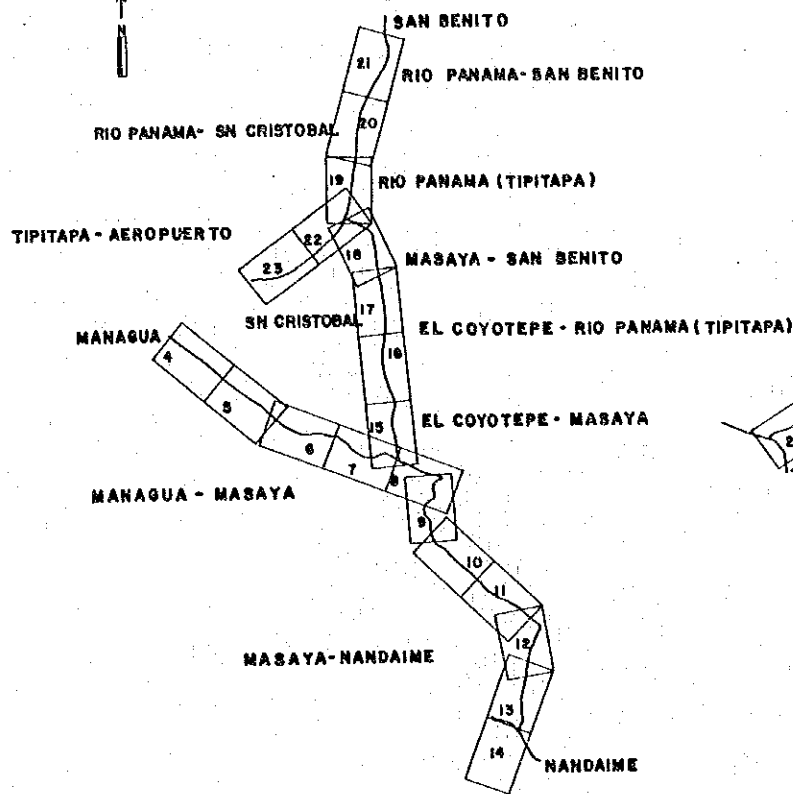 N
SAN BENITO
21
RIO PANAMA-SAN BENITO
20
RIO PANAMA- SN CRISTOBAL
19
RIO PANAMA (TIPITAPA)
TIPITAPA - AEROPUERTO
22
18
23
MASAYA - SAN BENITO
17
SN CRISTOBAL
EL COYOTEPE - RIO PANAMA (TIPITAPA)
MANAGUA
4
16
5
15
EL COYOTEPE - MASAYA
6
7
8
MANAGUA - MASAYA
9
10
11
12
MASAYA-NANDAIME
13
14
NANDAIME